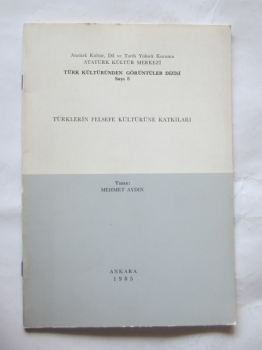 Atatürk Kültür, Dil ve Tarih Yüksek Kurumu
ATATÜRK KÜLTÜR MERKEZİ
TÜRK KÜLTÜRÜNDEN GÖRÜNTÜLER DİZİSİ
Sayı: 8
TÜRKLERİN FELSEFE KÜLTÜRÜNE KATKILARI
Yazan:
MEHMET AYDIN
ANKARA
1985